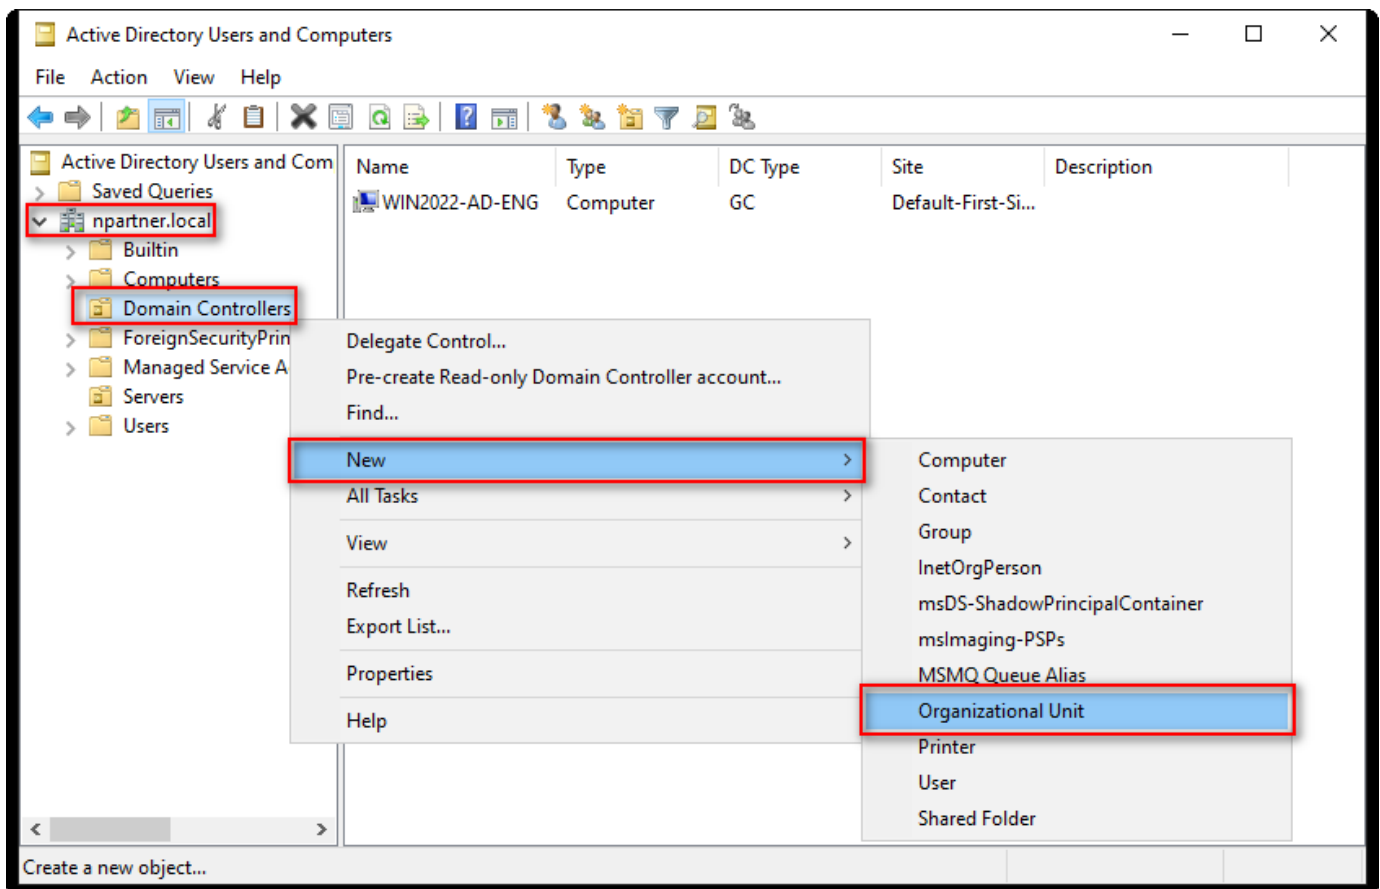 Active Directory Users and Computers
File Action View Help
Active Directory Users and Com
Saved Queries
npartner.local
Builtin
Computers
Domain Controllers
ForeignSecurityPrin
Managed Service A
Servers
Users
Name Type DC Type Site Description
WIN2022-AD-ENG Computer GC Default-First-Si...
Delegate Control...
Pre-create Read-only Domain Controller account...
Find...
New
All Tasks
View
Refresh
Export List...
Properties
Help
Computer
Contact
Group
InetOrgPerson
msDS-ShadowPrincipalContainer
msImaging-PSPs
MSMQ Queue Alias
Organizational Unit
Printer
User
Shared Folder
Create a new object...